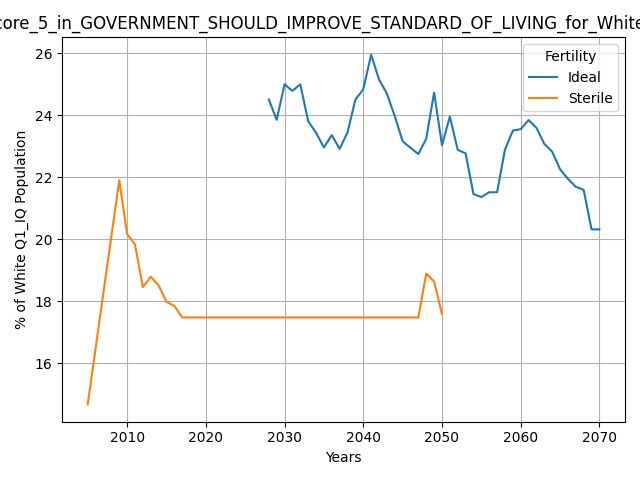 core_5_in_GOVERNMENT_SHOULD_IMPROVE_STANDARD_OF_LIVING_for_White
Fertility
Ideal
Sterile
% of White Q1_IQ Population
26
24
22
20
18
16
2010 2020 2030 2040 2050 2060 2070
Years